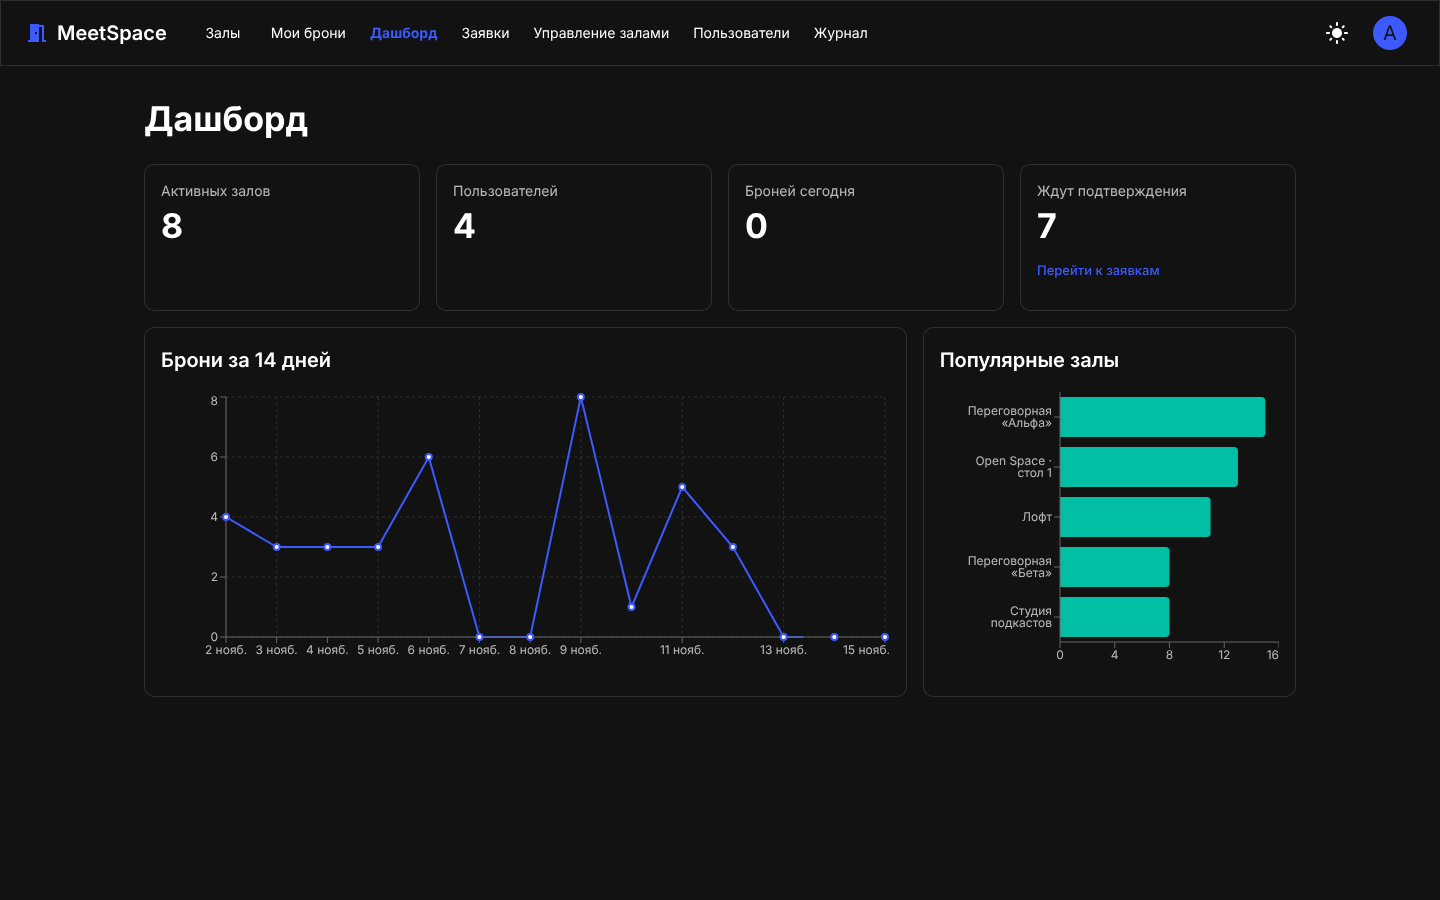 MeetSpace
Залы
Мои брони
Дашборд
Заявки
Управление залами
Пользователи
Журнал
A
Дашборд
Активных залов
8
Пользователей
4
Броней сегодня
0
Ждут подтверждения
7
Перейти к заявкам
Брони за 14 дней
8
6
4
2
0
2 нояб.
3 нояб.
4 нояб.
5 нояб.
6 нояб.
7 нояб.
8 нояб.
9 нояб.
11 нояб.
13 нояб.
15 нояб.
Популярные залы
Переговорная
«Альфа»
Open Space ·
стол 1
Лофт
Переговорная
«Бета»
Студия
подкастов
0
4
8
12
16